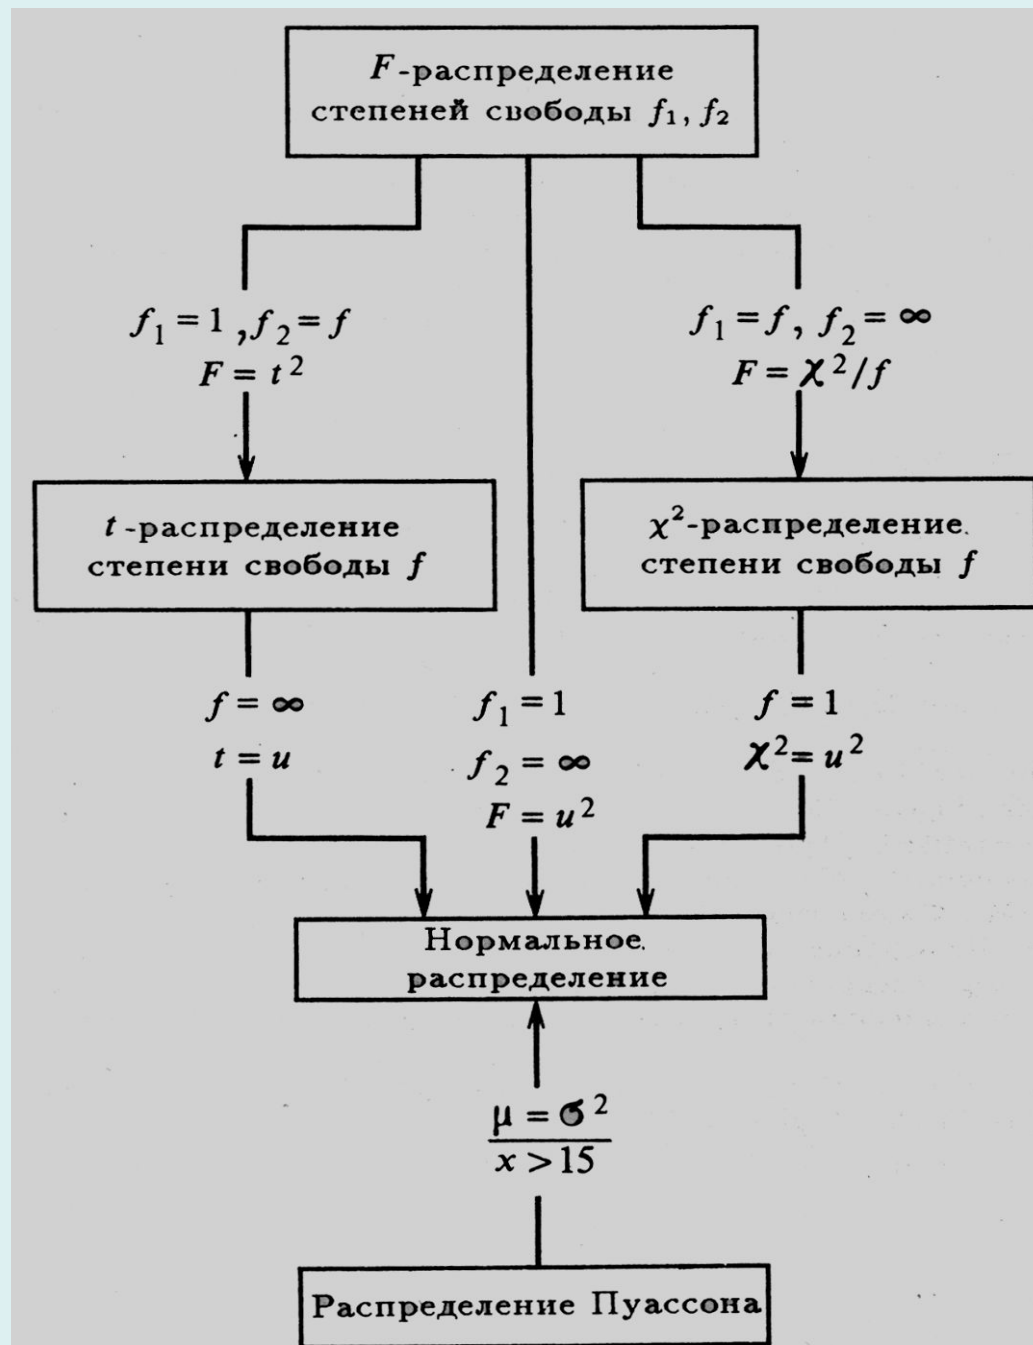 F-распределение
степеней свободы f₁, f₂
f₁ = 1 , f₂ = f
F = t²
f₁ = f, f₂ = ∞
F = χ²/f
t-распределение
степени свободы f
χ²-распределение.
степени свободы f
f = ∞
t = u
f₁ = 1
f₂ = ∞
F = u²
f = 1
χ² = u²
Нормальное.
распределение
μ = σ²
x > 15
Распределение Пуассона